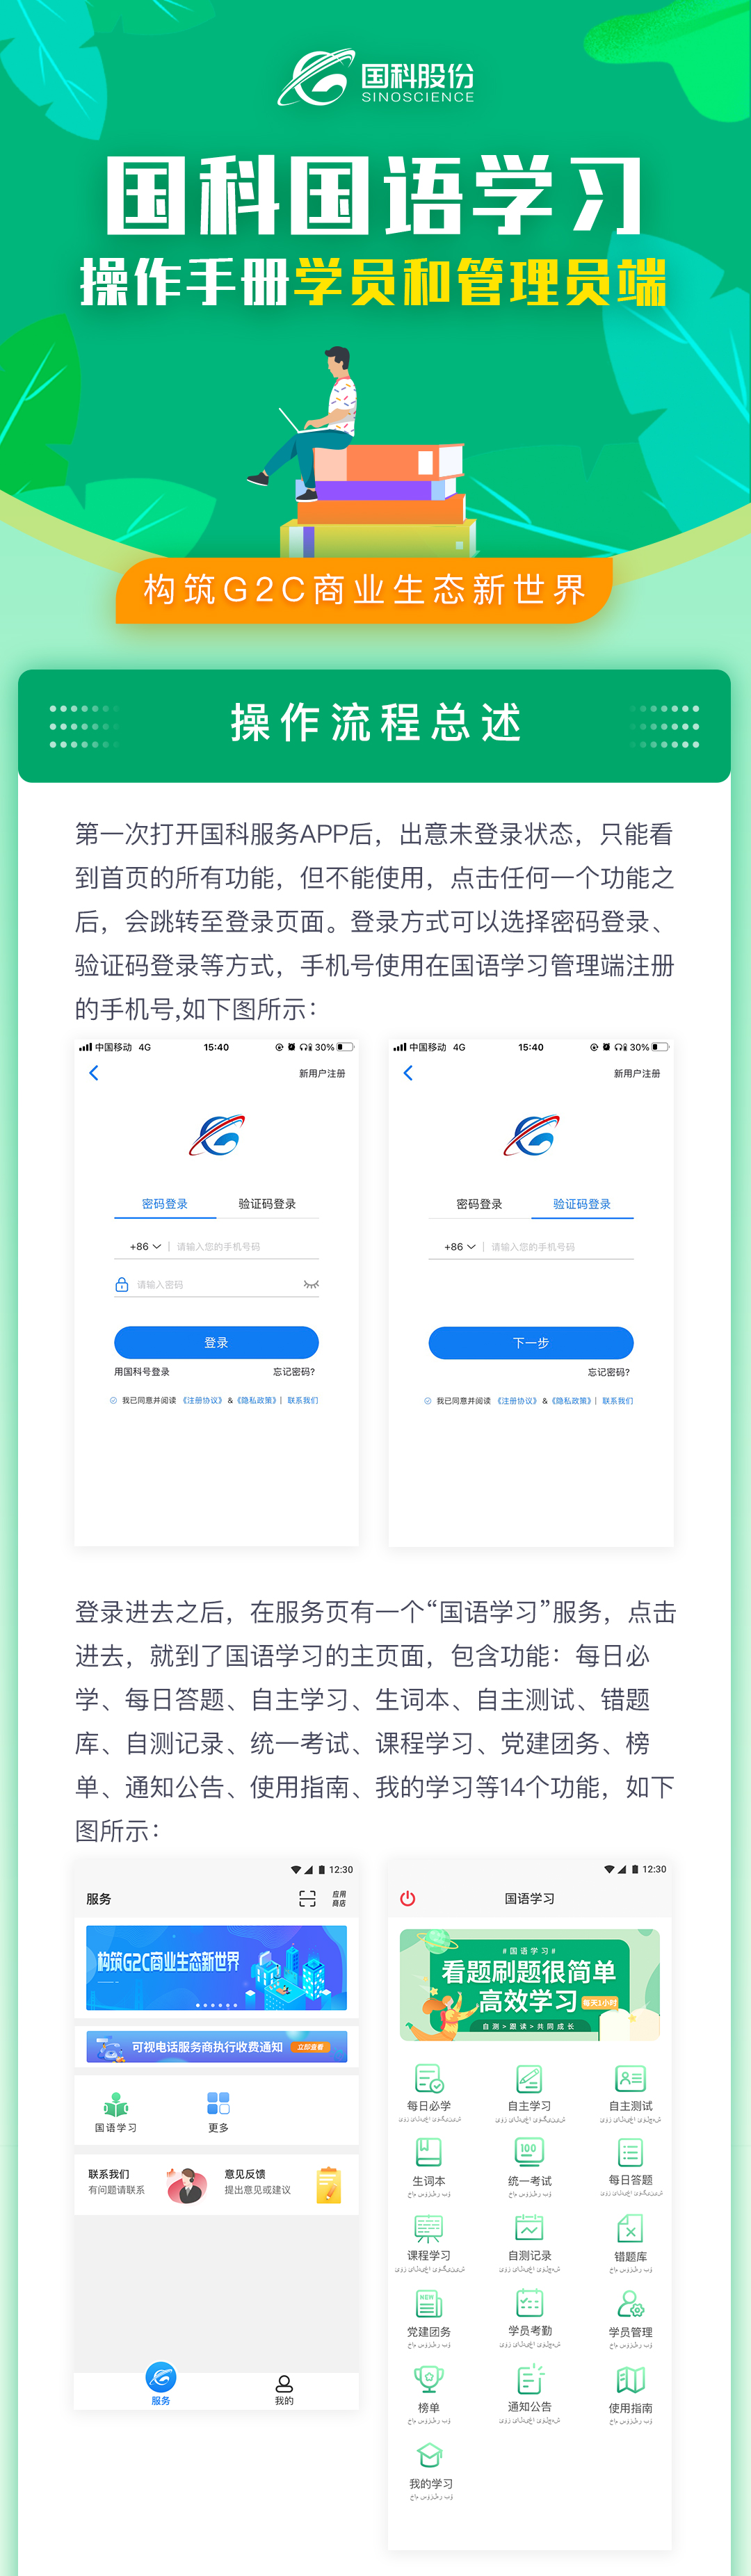 国科股份
SINOSCIENCE
国科国语学习
操作手册学员和管理员端
构筑G2C商业生态新世界
操作流程总述
第一次打开国科服务APP后，出意未登录状态，只能看
到首页的所有功能，但不能使用，点击任何一个功能之
后，会跳转至登录页面。登录方式可以选择密码登录、
验证码登录等方式，手机号使用在国语学习管理端注册
的手机号,如下图所示：
中国移动 4G 15:40 30%
新用户注册
密码登录 验证码登录
+86 请输入您的手机号码
请输入密码
登录
用国科号登录 忘记密码?
我已同意并阅读 《注册协议》 &《隐私政策》| 联系我们
中国移动 4G 15:40 30%
新用户注册
密码登录 验证码登录
+86 请输入您的手机号码
下一步
忘记密码?
我已同意并阅读 《注册协议》 &《隐私政策》| 联系我们
登录进去之后，在服务页有一个“国语学习”服务，点击
进去，就到了国语学习的主页面，包含功能：每日必
学、每日答题、自主学习、生词本、自主测试、错题
库、自测记录、统一考试、课程学习、党建团务、榜
单、通知公告、使用指南、我的学习等14个功能，如下
图所示：
12:30
服务
应用
商店
构筑G2C商业生态新世界
可视电话服务商执行收费通知 立即查看
国语学习 更多
联系我们 意见反馈
有问题请联系 提出意见或建议
服务 我的
12:30
国语学习
#国语学习#
看题刷题很简单
高效学习 每天1小时
自测>跟读>共同成长
每日必学 自主学习 自主测试
生词本 统一考试 每日答题
100
课程学习 自测记录 错题库
NEW
党建团务 学员考勤 学员管理
榜单 通知公告 使用指南
我的学习